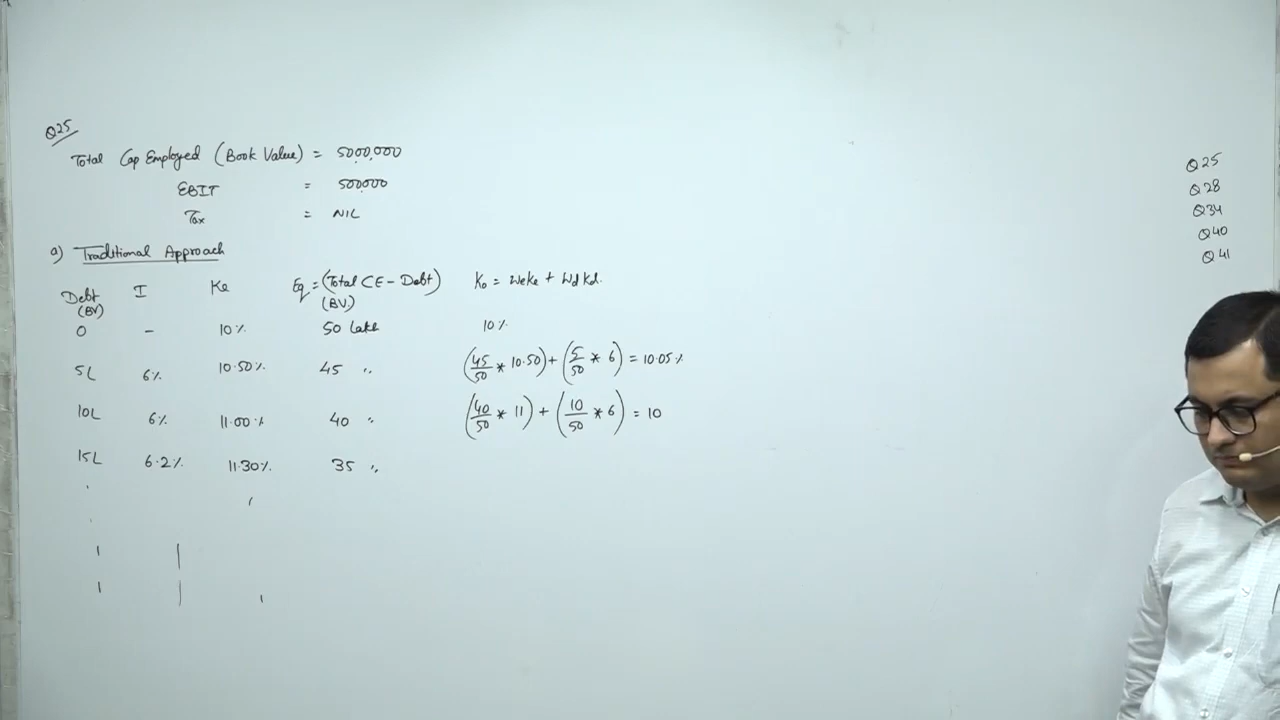 Q25
Total Cap Employed (Book Value) = 5000,000
EBIT = 500000
Tax = NIL
a) Traditional Approach
Debt (BV) I Ke Eq (BV) = (Total CE - Debt) Ko = WeKe + WdKd.
0 - 10% 50 Lakh 10%
5L 6% 10.50% 45 " (45/50 * 10.50) + (5/50 * 6) = 10.05%
10L 6% 11.00% 40 " (40/50 * 11) + (10/50 * 6) = 10
15L 6.2% 11.30% 35 "
Q25
Q28
Q34
Q40
Q41